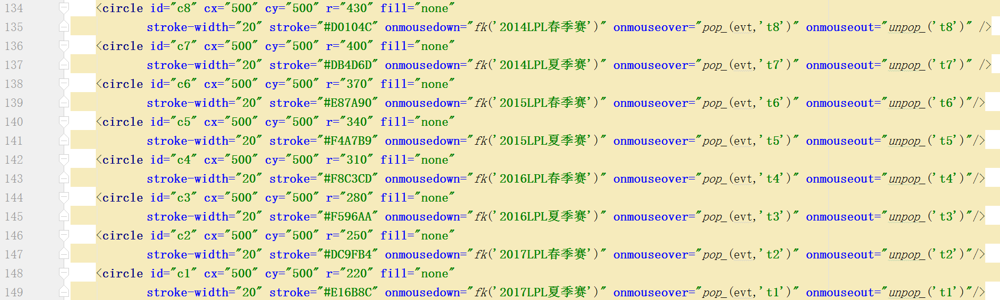 134 <circle id="c8" cx="500" cy="500" r="430" fill="none"
135 stroke-width="20" stroke="#D0104C" onmousedown="fk('2014LPL春季赛')" onmouseover="pop_(evt,'t8')" onmouseout="unpop_('t8')" />
136 <circle id="c7" cx="500" cy="500" r="400" fill="none"
137 stroke-width="20" stroke="#DB4D6D" onmousedown="fk('2014LPL夏季赛')" onmouseover="pop_(evt,'t7')" onmouseout="unpop_('t7')" />
138 <circle id="c6" cx="500" cy="500" r="370" fill="none"
139 stroke-width="20" stroke="#E87A90" onmousedown="fk('2015LPL春季赛')" onmouseover="pop_(evt,'t6')" onmouseout="unpop_('t6')"/>
140 <circle id="c5" cx="500" cy="500" r="340" fill="none"
141 stroke-width="20" stroke="#F4A7B9" onmousedown="fk('2015LPL夏季赛')" onmouseover="pop_(evt,'t5')" onmouseout="unpop_('t5')"/>
142 <circle id="c4" cx="500" cy="500" r="310" fill="none"
143 stroke-width="20" stroke="#F8C3CD" onmousedown="fk('2016LPL春季赛')" onmouseover="pop_(evt,'t4')" onmouseout="unpop_('t4')"/>
144 <circle id="c3" cx="500" cy="500" r="280" fill="none"
145 stroke-width="20" stroke="#F596AA" onmousedown="fk('2016LPL夏季赛')" onmouseover="pop_(evt,'t3')" onmouseout="unpop_('t3')"/>
146 <circle id="c2" cx="500" cy="500" r="250" fill="none"
147 stroke-width="20" stroke="#DC9FB4" onmousedown="fk('2017LPL春季赛')" onmouseover="pop_(evt,'t2')" onmouseout="unpop_('t2')"/>
148 <circle id="c1" cx="500" cy="500" r="220" fill="none"
149 stroke-width="20" stroke="#E16B8C" onmousedown="fk('2017LPL夏季赛')" onmouseover="pop_(evt,'t1')" onmouseout="unpop_('t1')"/>